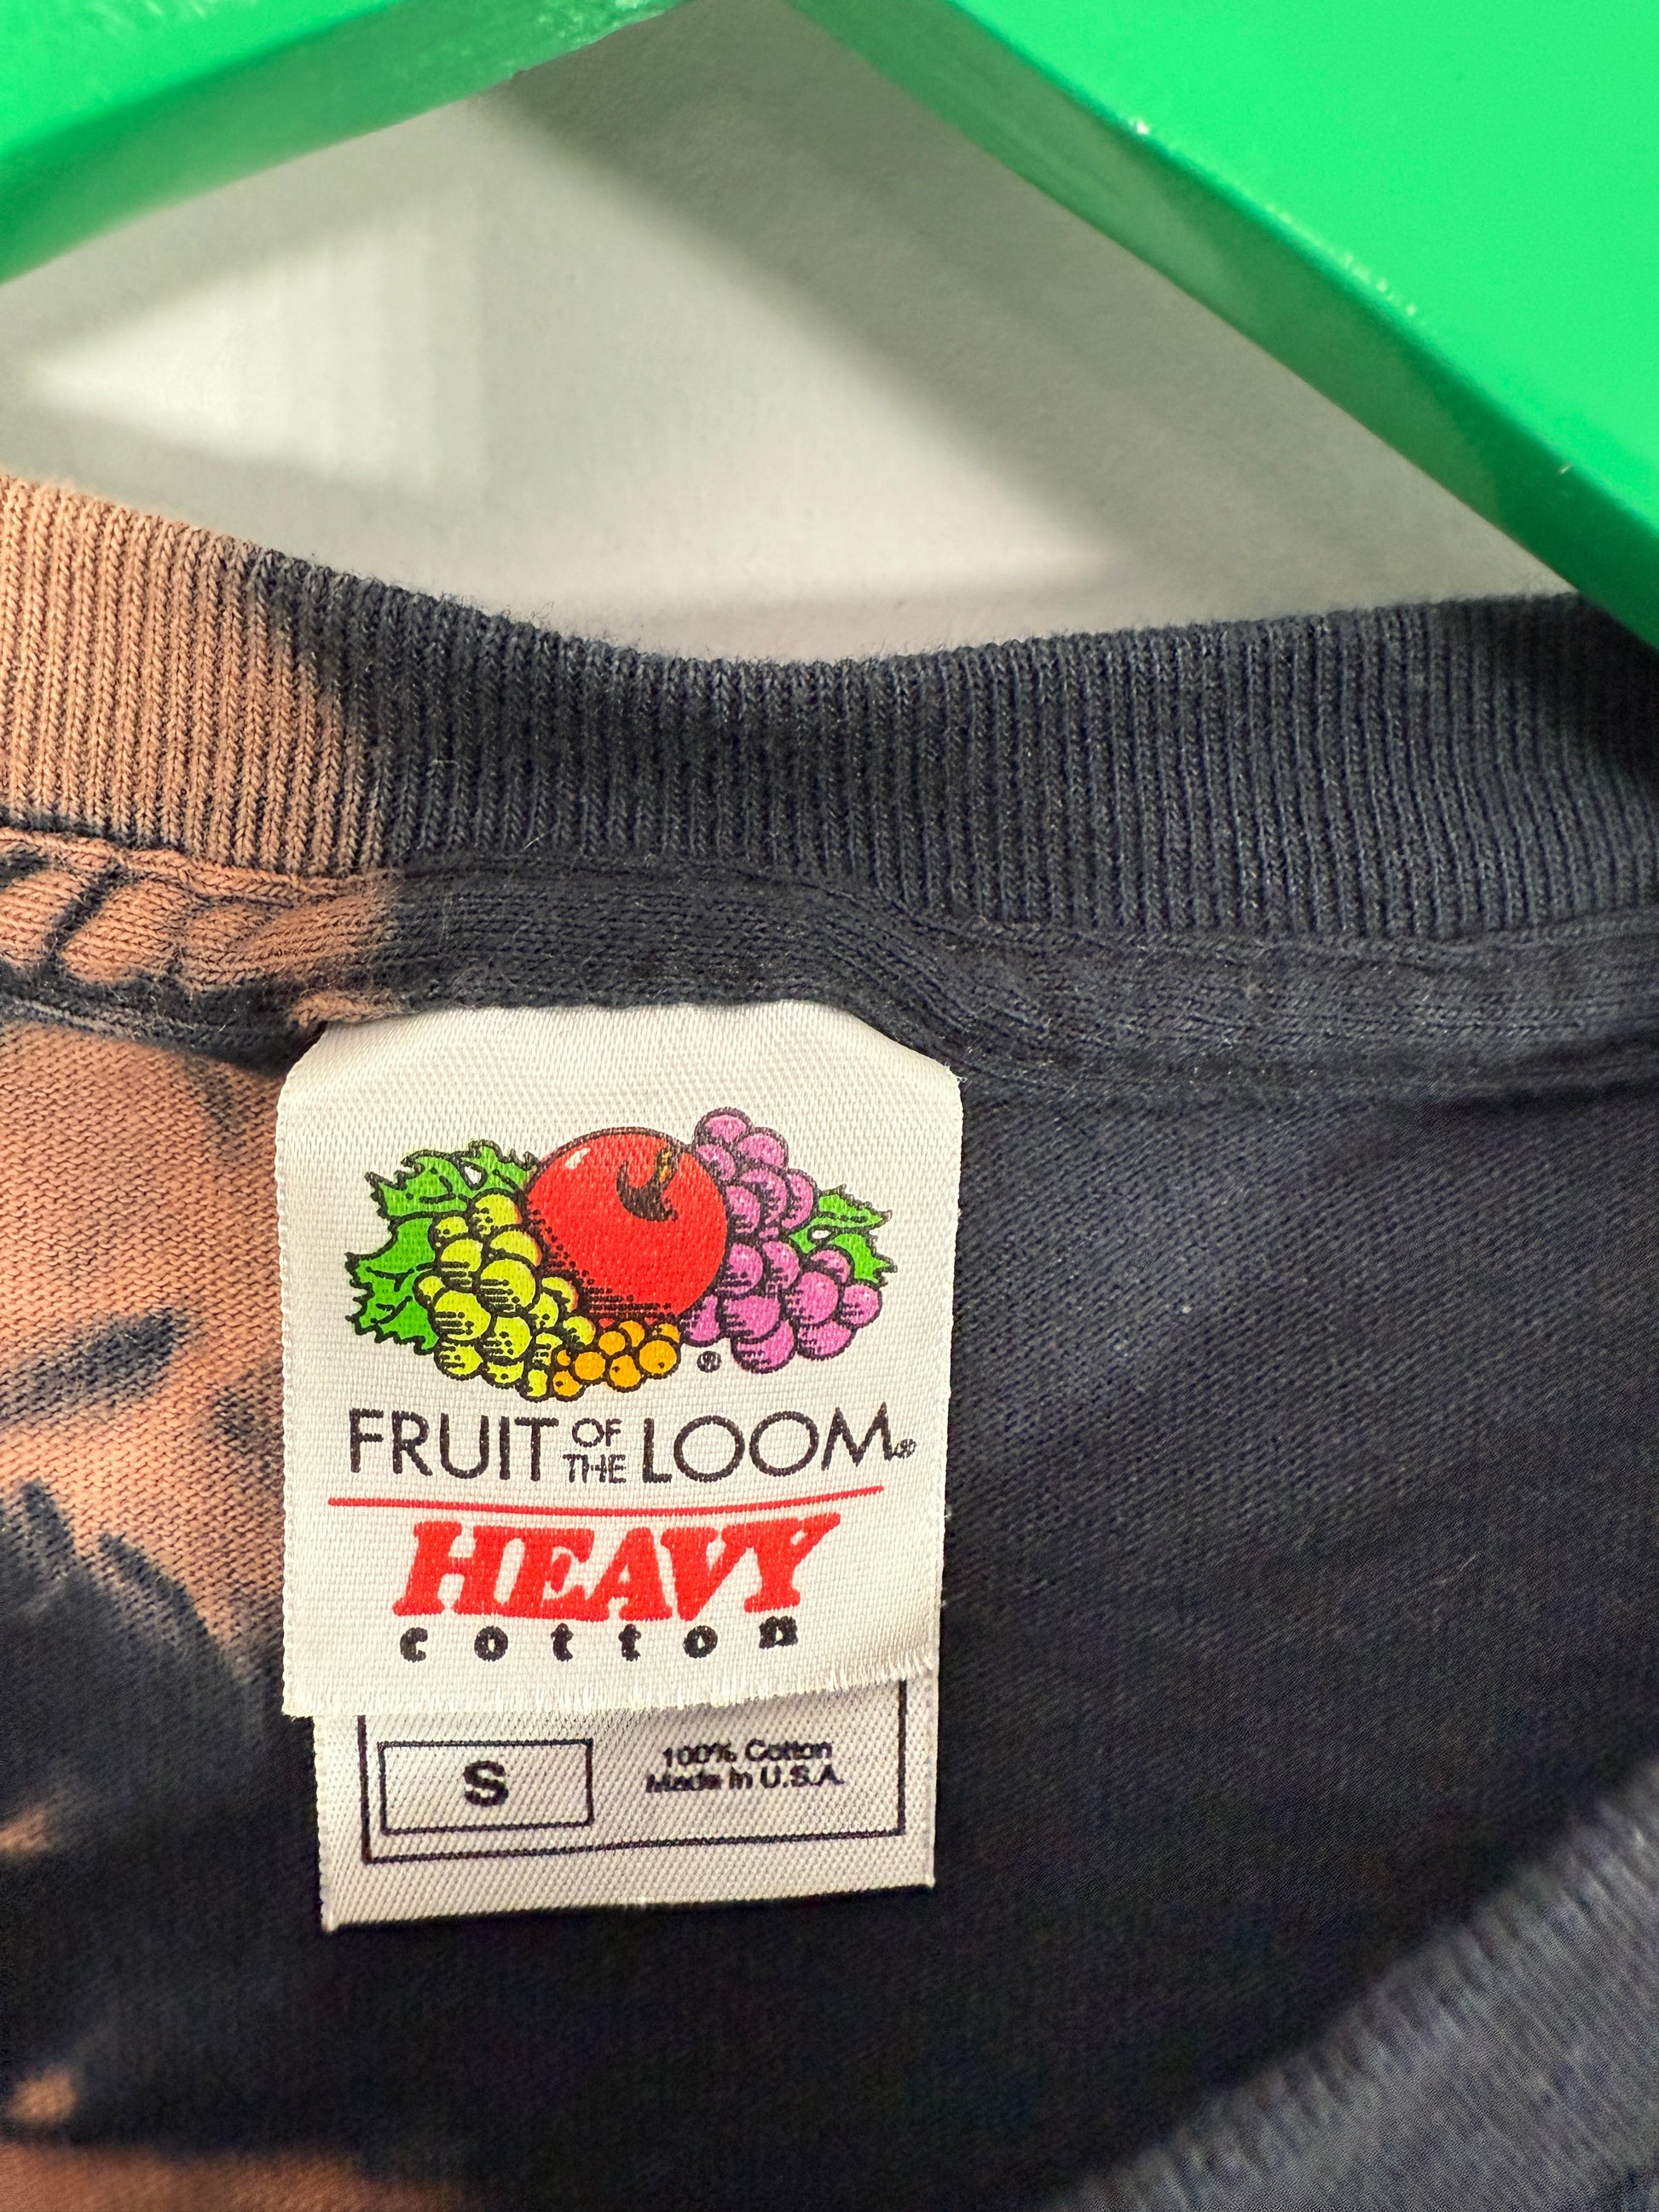 ®
FRUIT OF THE LOOM®
HEAVY
cotton
S
100% Cotton
Made in U.S.A.